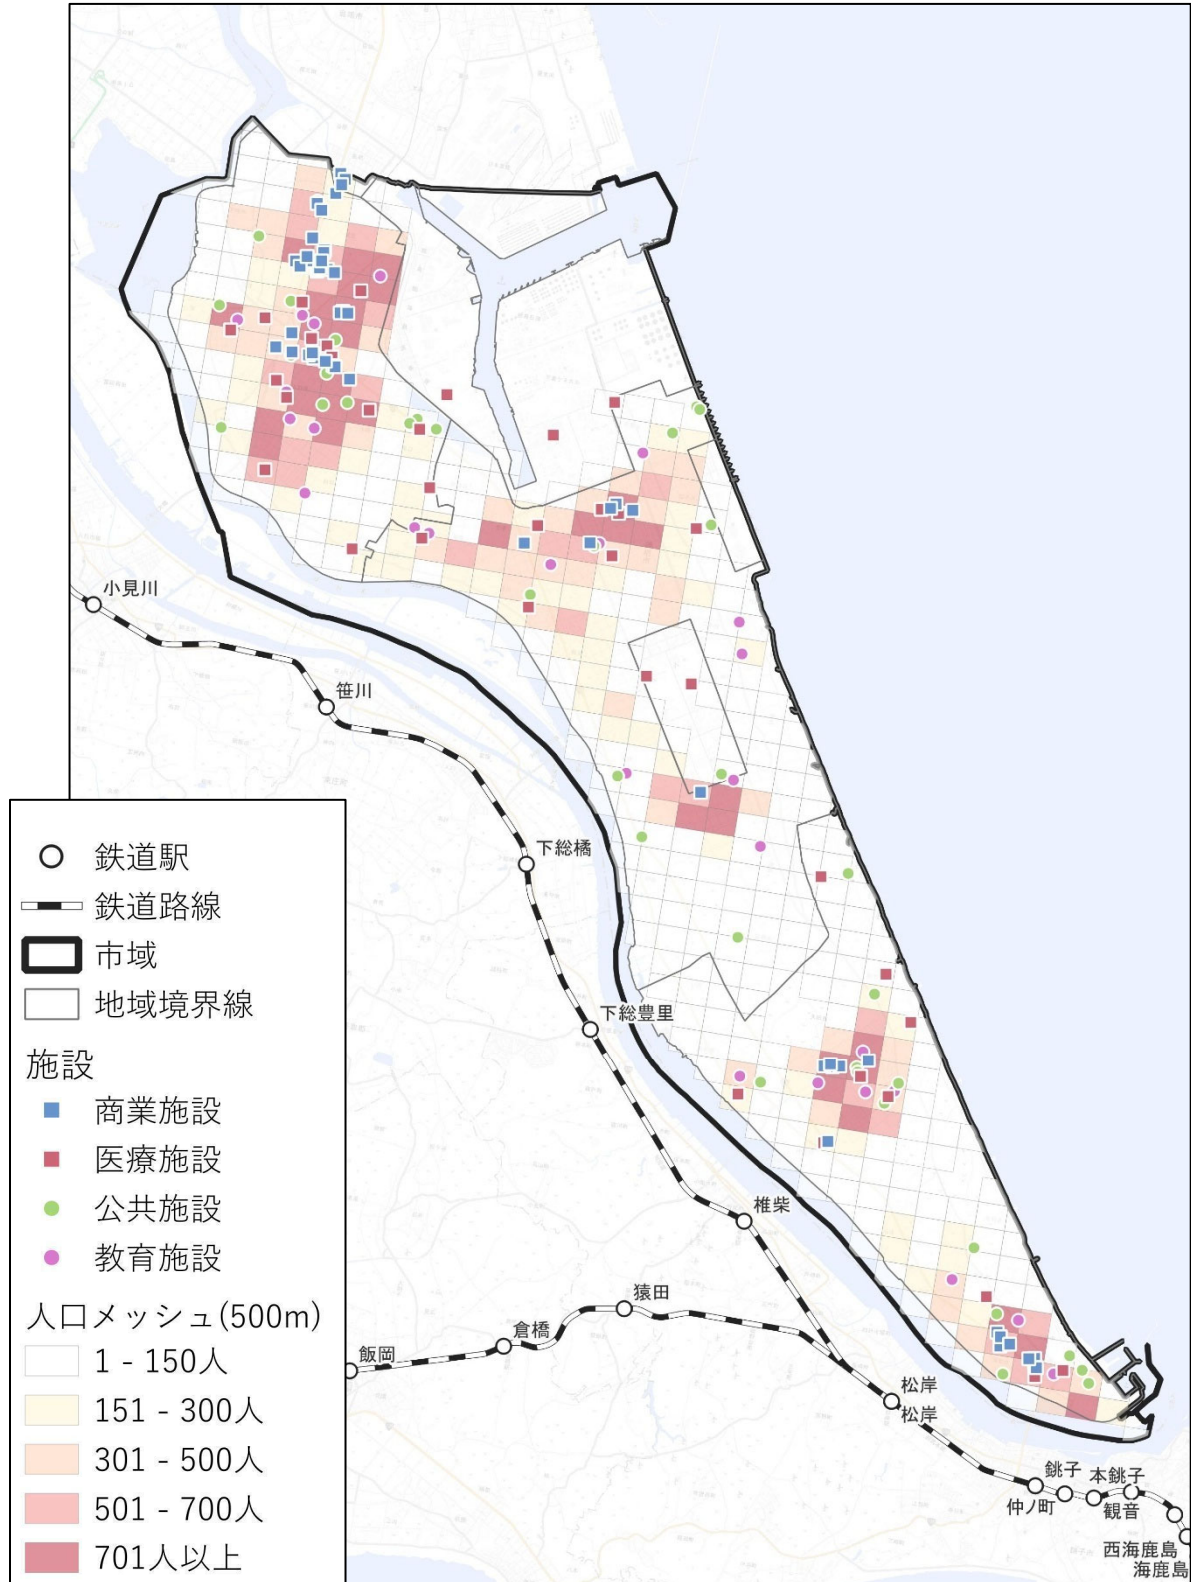 小見川
笹川
下総橘
下総豊里
椎柴
猿田
倉橋
飯岡
松岸
松岸
銚子
本銚子
仲ノ町
観音
西海鹿島
海鹿島
鉄道駅
鉄道路線
市域
地域境界線
施設
商業施設
医療施設
公共施設
教育施設
人口メッシュ(500m)
1 - 150人
151 - 300人
301 - 500人
501 - 700人
701人以上